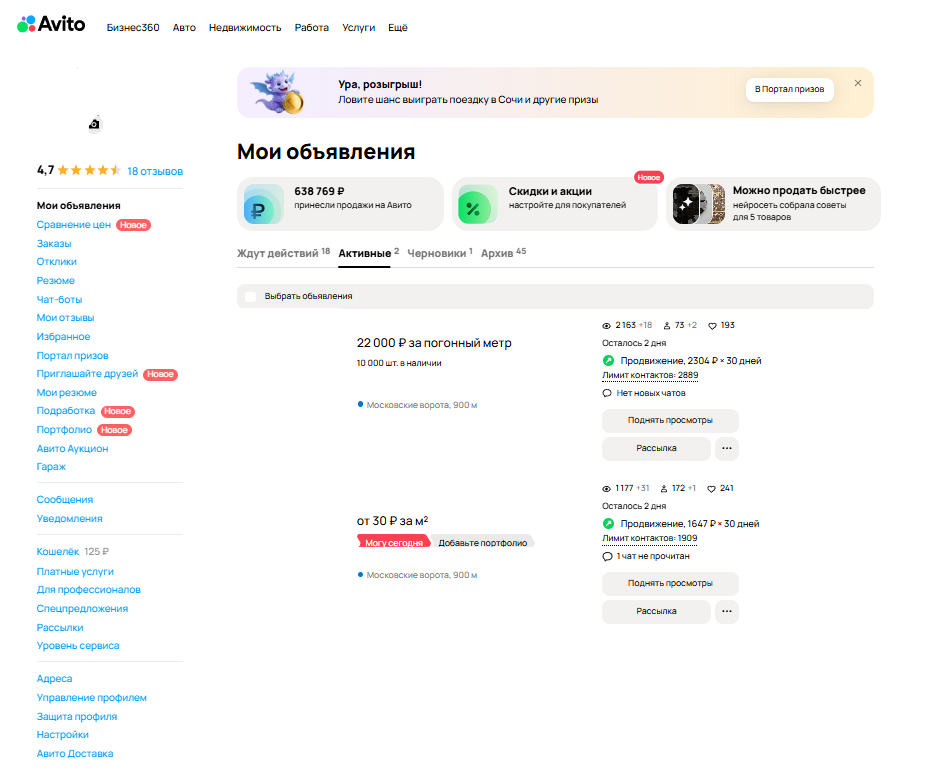 Avito
Бизнес360 Авто Недвижимость Работа Услуги Ещё
Ура, розыгрыш!
Ловите шанс выиграть поездку в Сочи и другие призы
В Портал призов
4,7 18 отзывов
Мои объявления
Сравнение цен Новое
Заказы
Отклики
Резюме
Чат-боты
Мои отзывы
Избранное
Портал призов
Приглашайте друзей Новое
Мои резюме
Подработка Новое
Портфолио Новое
Авито Аукцион
Гараж
Сообщения
Уведомления
Кошелёк 125 ₽
Платные услуги
Для профессионалов
Спецпредложения
Рассылки
Уровень сервиса
Адреса
Управление профилем
Защита профиля
Настройки
Авито Доставка
Мои объявления
638 769 ₽
принесли продажи на Авито
Новое
Скидки и акции
настройте для покупателей
Можно продать быстрее
нейросеть собрала советы
для 5 товаров
Ждут действий 18 Активные 2 Черновики 1 Архив 45
Выбрать объявления
22 000 ₽ за погонный метр
10 000 шт. в наличии
Московские ворота, 900 м
2 163 +18 73 +2 193
Осталось 2 дня
Продвижение, 2304 ₽ × 30 дней
Лимит контактов: 2889
Нет новых чатов
Поднять просмотры
Рассылка
от 30 ₽ за м²
Могу сегодня Добавьте портфолио
Московские ворота, 900 м
1 177 +31 172 +1 241
Осталось 2 дня
Продвижение, 1647 ₽ × 30 дней
Лимит контактов: 1909
1 чат не прочитан
Поднять просмотры
Рассылка